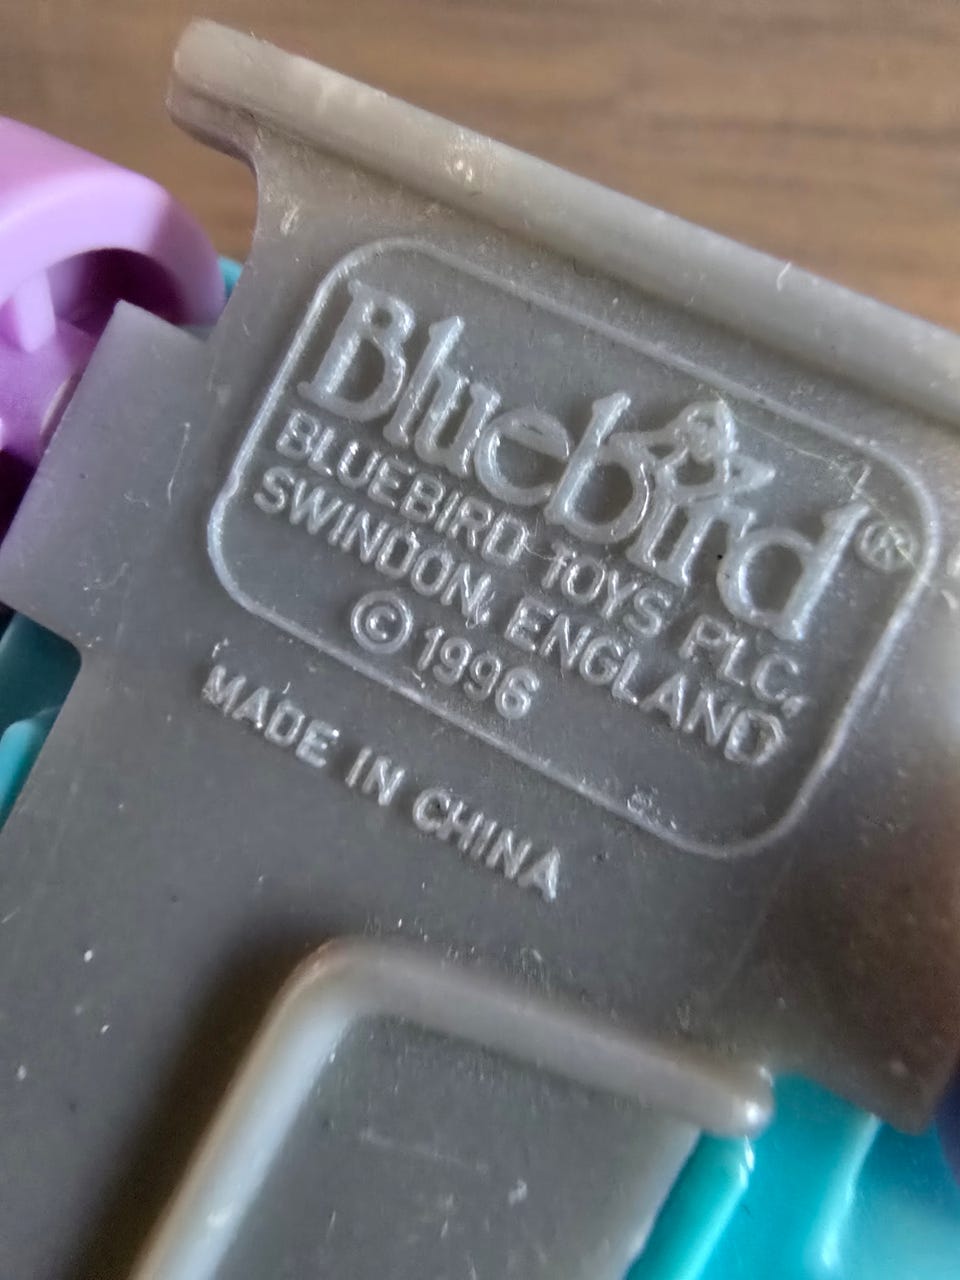 Bluebird®
BLUEBIRD TOYS PLC,
SWINDON, ENGLAND
© 1996
MADE IN CHINA